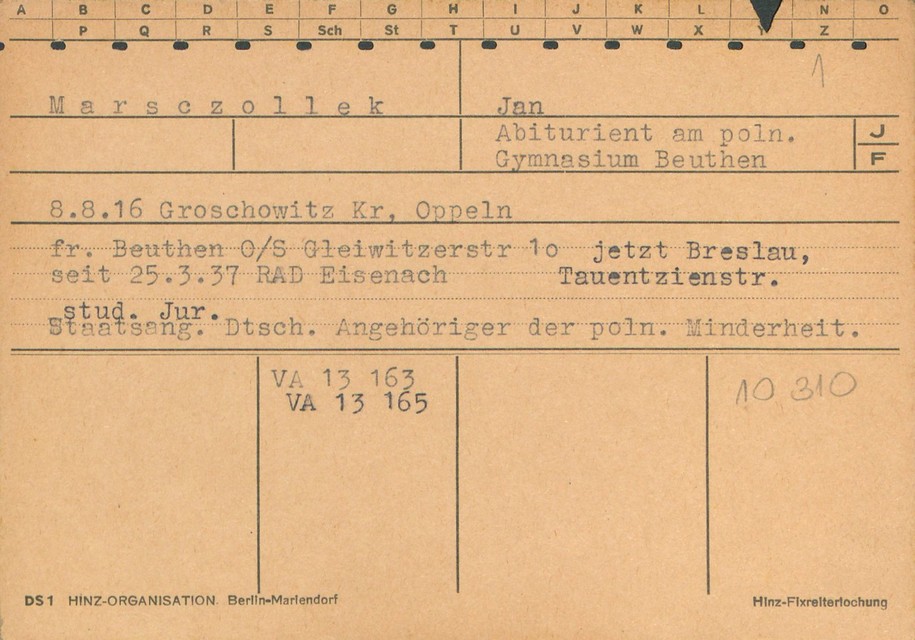 A B C D E F G H I J K L N O
P Q R S Sch St T U V W X Y Z
1
Marsczollek Jan
Abiturient am poln. J
Gymnasium Beuthen F
8.8.16 Groschowitz Kr, Oppeln
fr. Beuthen O/S Gleiwitzerstr 1o jetzt Breslau,
seit 25.3.37 RAD Eisenach Tauentzienstr.
stud. Jur.
Staatsang. Dtsch. Angehöriger der poln. Minderheit.
VA 13 163 10 310
VA 13 165
DS1 HINZ-ORGANISATION. Berlin-Mariendorf Hinz-Fixreiterlochung